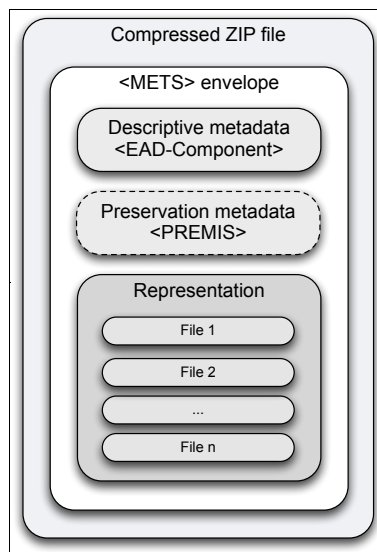 Compressed ZIP file
<METS> envelope
Descriptive metadata
<EAD-Component>
Preservation metadata
<PREMIS>
Representation
File 1
File 2
...
File n